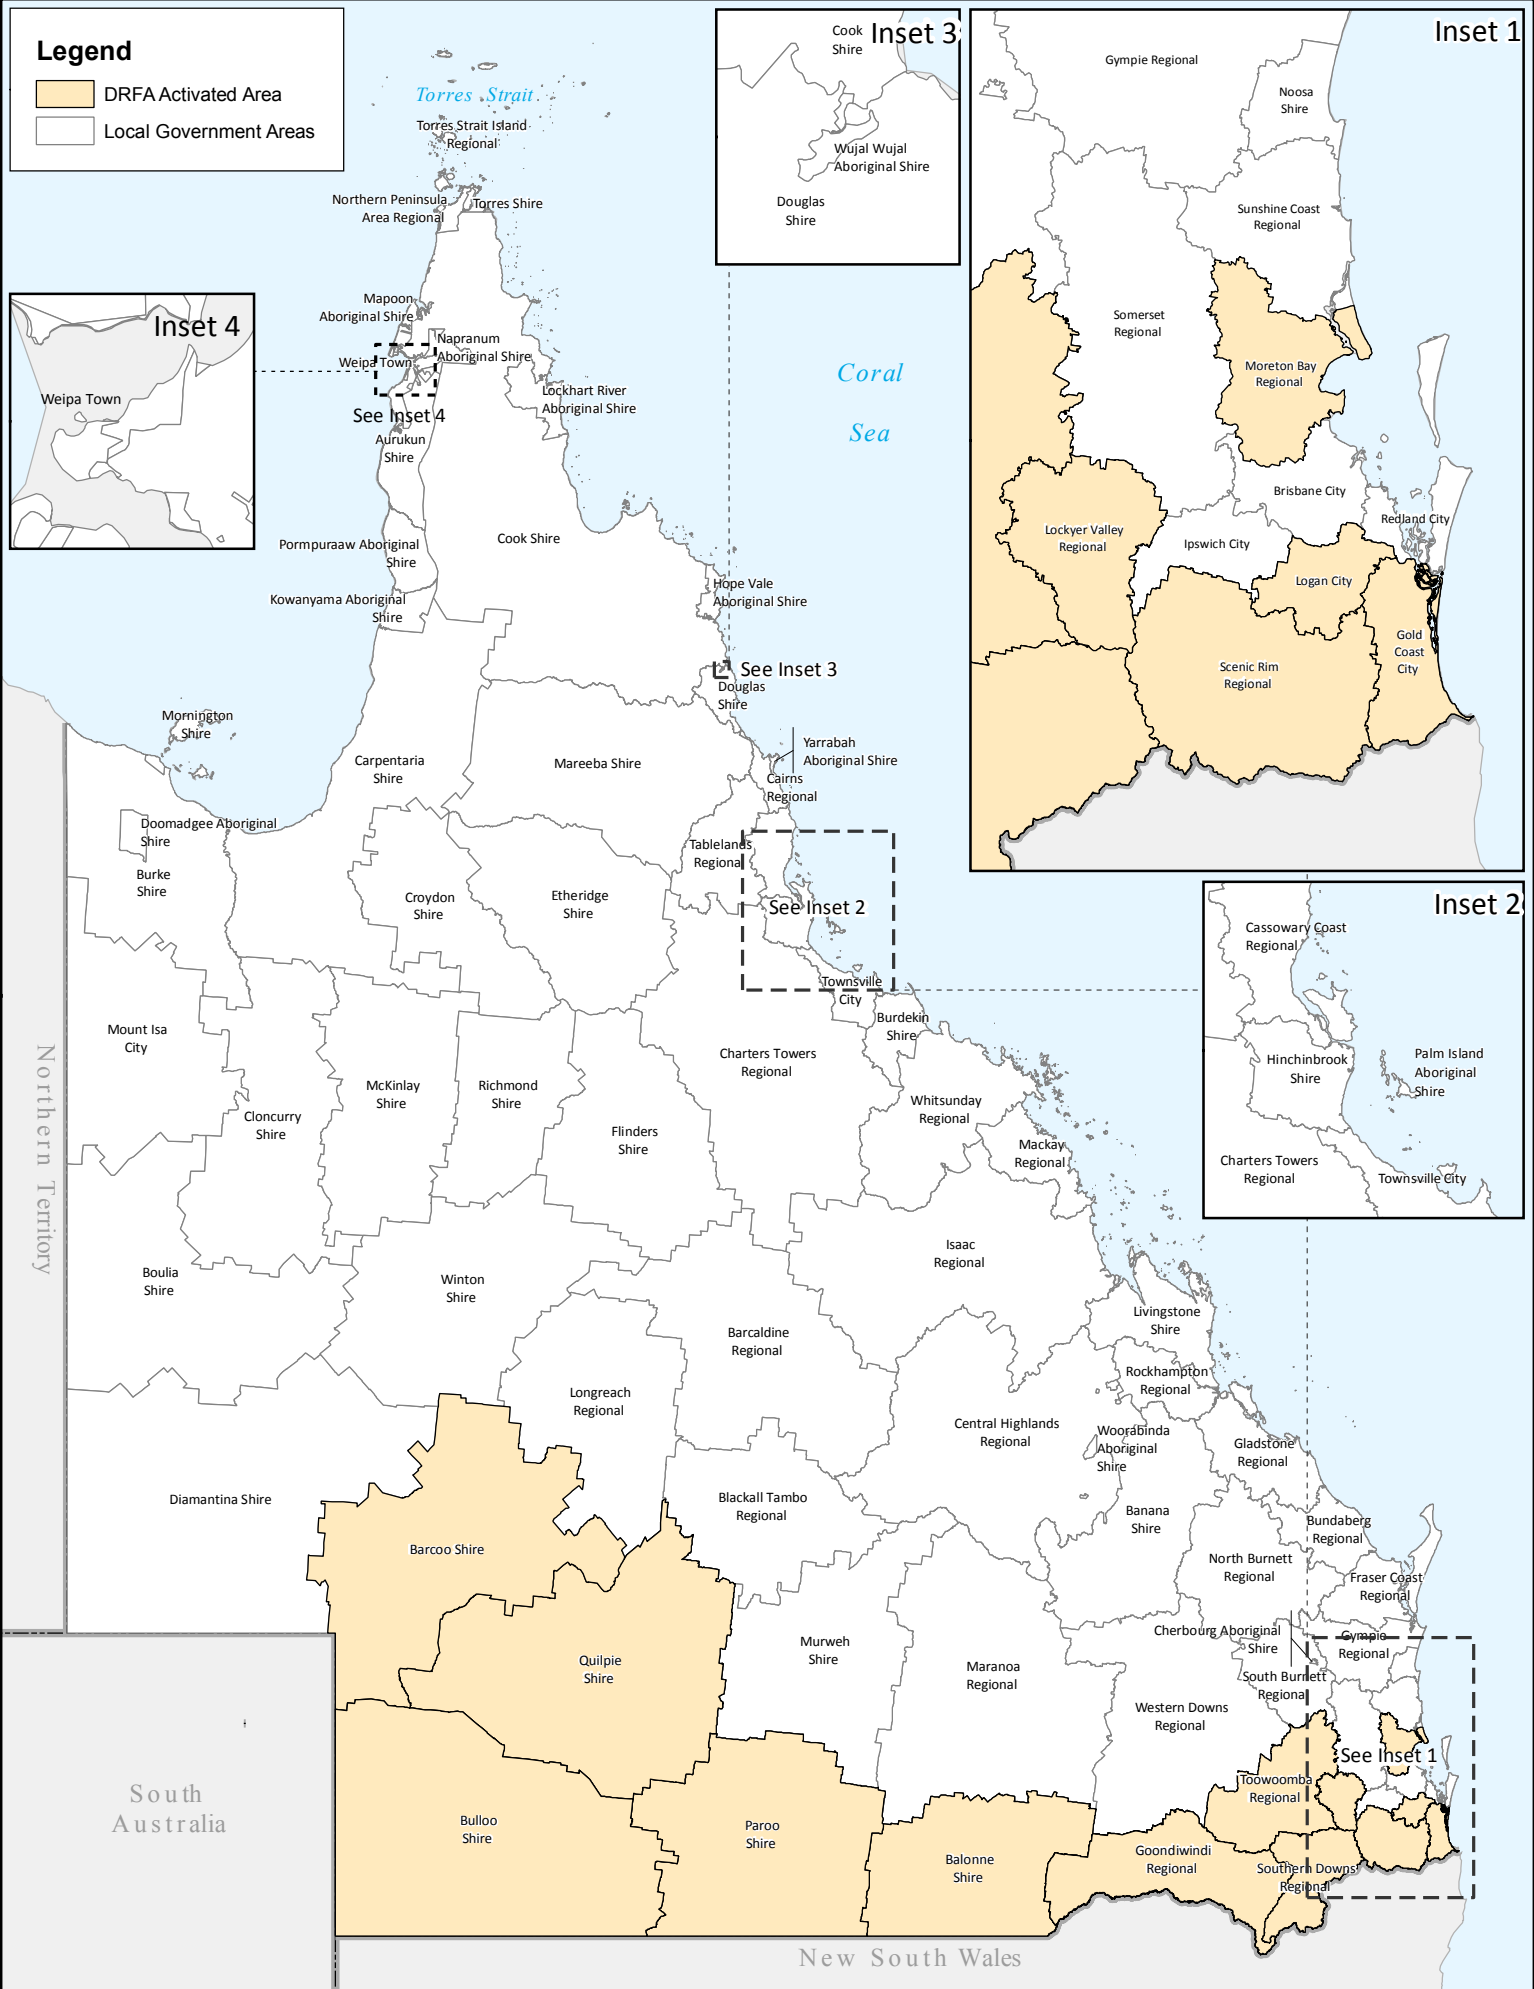 Legend
DRFA Activated Area
Local Government Areas
Torres Strait
Torres Strait Island
Regional
Northern Peninsula
Area Regional
Torres Shire
Mapoon
Aboriginal Shire
Napranum
Aboriginal Shire
Weipa Town
See Inset 4
Lockhart River
Aboriginal Shire
Aurukun
Shire
Coral
Sea
Cook Shire
Pormpuraaw Aboriginal
Shire
Kowanyama Aboriginal
Shire
Hope Vale
Aboriginal Shire
See Inset 3
Douglas
Shire
Mornington
Shire
Carpentaria
Shire
Mareeba Shire
Yarrabah
Aboriginal Shire
Cairns
Regional
Doomadgee Aboriginal
Shire
Burke
Shire
Croydon
Shire
Etheridge
Shire
Tablelands
Regional
See Inset 2
Townsville
City
Burdekin
Shire
Mount Isa
City
Cloncurry
Shire
McKinlay
Shire
Richmond
Shire
Flinders
Shire
Charters Towers
Regional
Whitsunday
Regional
Mackay
Regional
Northern Territory
Boulia
Shire
Winton
Shire
Isaac
Regional
Livingstone
Shire
Barcaldine
Regional
Longreach
Regional
Rockhampton
Regional
Central Highlands
Regional
Woorabinda
Aboriginal
Shire
Gladstone
Regional
Diamantina Shire
Blackall Tambo
Regional
Banana
Shire
Bundaberg
Regional
Barcoo Shire
North Burnett
Regional
Fraser Coast
Regional
Cherbourg Aboriginal
Shire
Gympie
Regional
Quilpie
Shire
Murweh
Shire
Maranoa
Regional
South Burnett
Regional
Western Downs
Regional
See Inset 1
Toowoomba
Regional
South
Australia
Bulloo
Shire
Paroo
Shire
Balonne
Shire
Goondiwindi
Regional
Southern Downs
Regional
New South Wales
Inset 4
Weipa Town
Inset 3
Cook
Shire
Wujal Wujal
Aboriginal Shire
Douglas
Shire
Inset 1
Gympie Regional
Noosa
Shire
Sunshine Coast
Regional
Somerset
Regional
Moreton Bay
Regional
Brisbane City
Redland City
Lockyer Valley
Regional
Ipswich City
Logan City
Gold
Coast
City
Scenic Rim
Regional
Inset 2
Cassowary Coast
Regional
Hinchinbrook
Shire
Palm Island
Aboriginal
Shire
Charters Towers
Regional
Townsville City